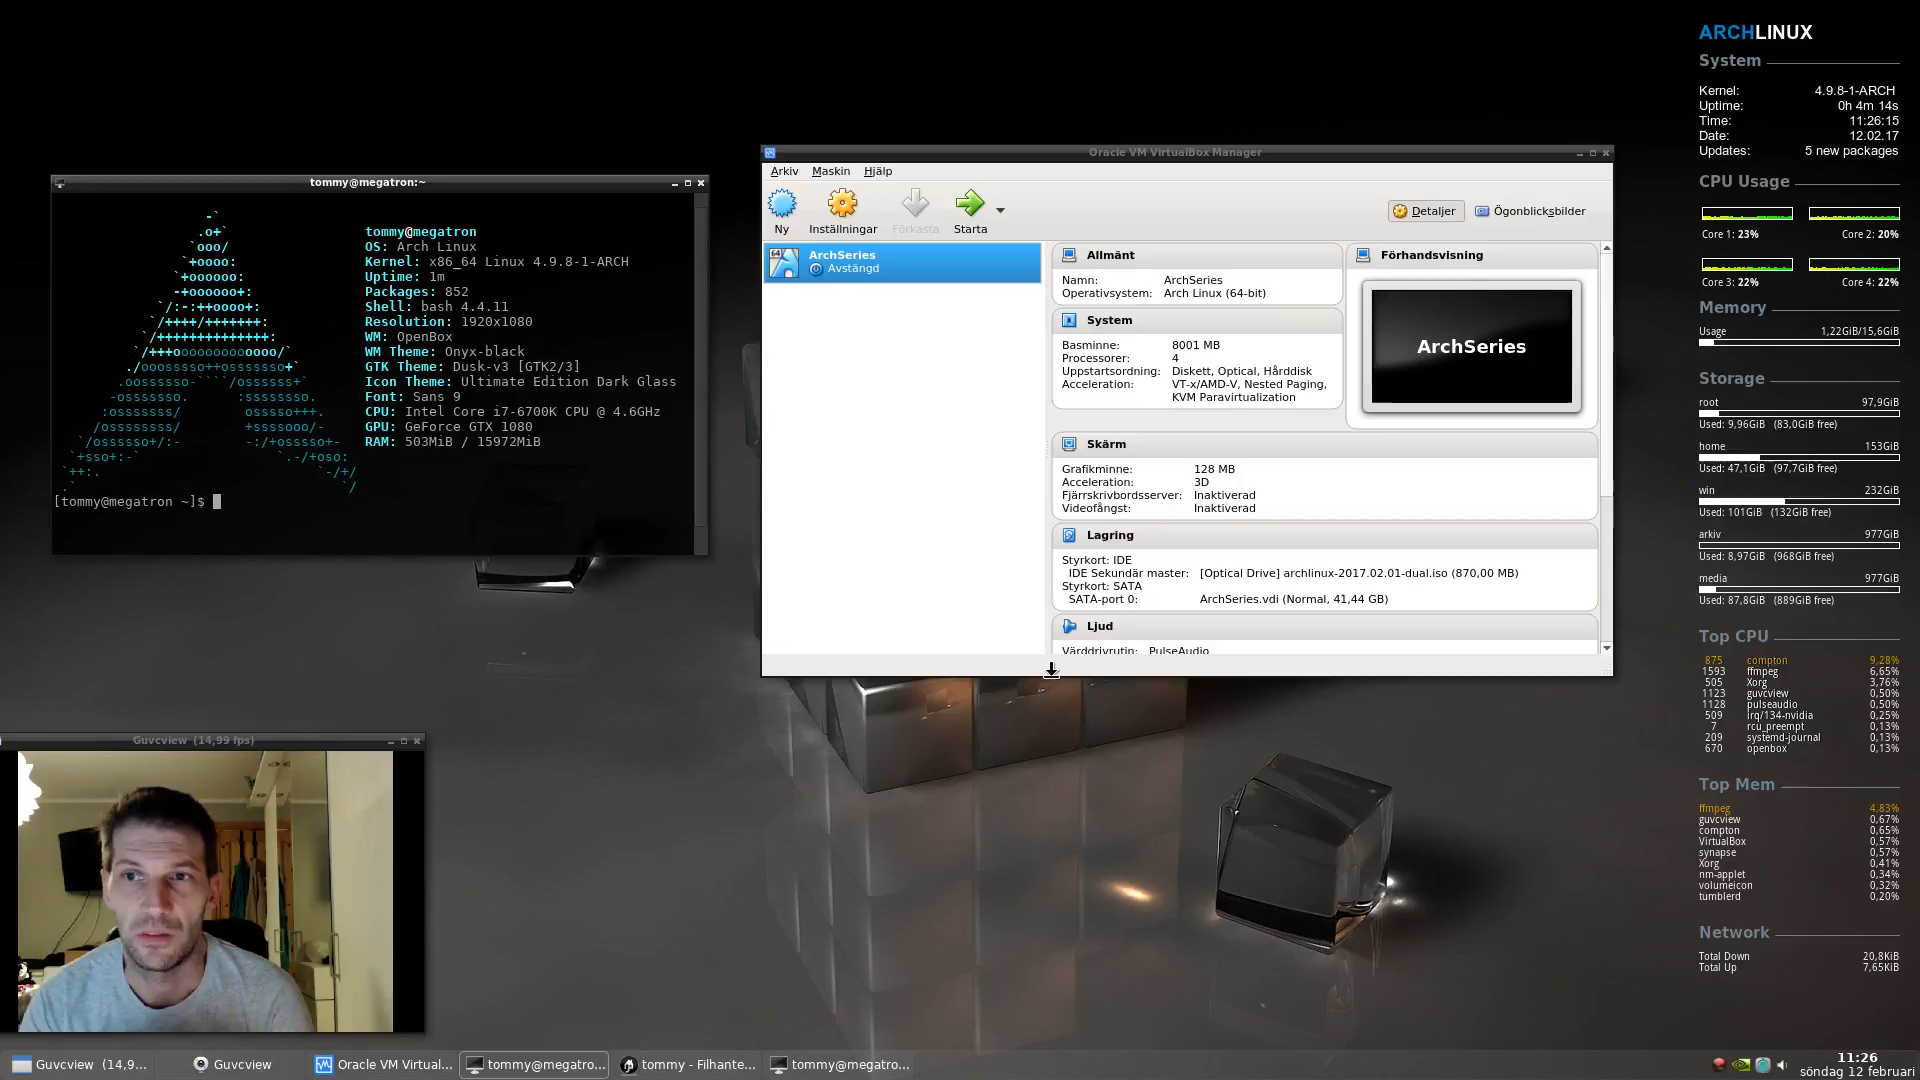 tommy@megatron:~
tommy@megatron
OS: Arch Linux
Kernel: x86_64 Linux 4.9.8-1-ARCH
Uptime: 1m
Packages: 852
Shell: bash 4.4.11
Resolution: 1920x1080
WM: OpenBox
WM Theme: Onyx-black
GTK Theme: Dusk-v3 [GTK2/3]
Icon Theme: Ultimate Edition Dark Glass
Font: Sans 9
CPU: Intel Core i7-6700K CPU @ 4.6GHz
GPU: GeForce GTX 1080
RAM: 503MiB / 15972MiB
[tommy@megatron ~]$
Oracle VM VirtualBox Manager
Arkiv Maskin Hjälp
Ny Inställningar Förkasta Starta
Detaljer Ögonblicksbilder
64
ArchSeries
Avstängd
Allmänt
Namn: ArchSeries
Operativsystem: Arch Linux (64-bit)
System
Basminne: 8001 MB
Processorer: 4
Uppstartsordning: Diskett, Optical, Hårddisk
Acceleration: VT-x/AMD-V, Nested Paging,
KVM Paravirtualization
Förhandsvisning
ArchSeries
Skärm
Grafikminne: 128 MB
Acceleration: 3D
Fjärrskrivbordsserver: Inaktiverad
Videofångst: Inaktiverad
Lagring
Styrkort: IDE
IDE Sekundär master: [Optical Drive] archlinux-2017.02.01-dual.iso (870,00 MB)
Styrkort: SATA
SATA-port 0: ArchSeries.vdi (Normal, 41,44 GB)
Ljud
Värddrivrutin: PulseAudio
Guvcview (14,99 fps)
ARCHLINUX
System
Kernel: 4.9.8-1-ARCH
Uptime: 0h 4m 14s
Time: 11:26:15
Date: 12.02.17
Updates: 5 new packages
CPU Usage
Core 1: 23% Core 2: 20%
Core 3: 22% Core 4: 22%
Memory
Usage 1,22GiB/15,6GiB
Storage
root 97,9GiB
Used: 9,96GiB (83,0GiB free)
home 153GiB
Used: 47,1GiB (97,7GiB free)
win 232GiB
Used: 101GiB (132GiB free)
arkiv 977GiB
Used: 8,97GiB (968GiB free)
media 977GiB
Used: 87,8GiB (889GiB free)
Top CPU
875 compton 9,28%
1593 ffmpeg 6,65%
505 Xorg 3,76%
1123 guvcview 0,50%
1128 pulseaudio 0,50%
509 irq/134-nvidia 0,25%
7 rcu_preempt 0,13%
209 systemd-journal 0,13%
670 openbox 0,13%
Top Mem
ffmpeg 4,83%
guvcview 0,67%
compton 0,65%
VirtualBox 0,57%
synapse 0,57%
Xorg 0,41%
nm-applet 0,34%
volumeicon 0,32%
tumblerd 0,20%
Network
Total Down 20,8KiB
Total Up 7,65KiB
Guvcview (14,9... Guvcview Oracle VM Virtual... tommy@megatro... tommy - Filhante... tommy@megatro...
11:26
söndag 12 februari